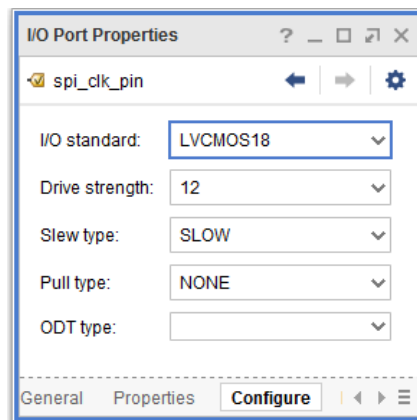 I/O Port Properties
spi_clk_pin
I/O standard: LVCMOS18
Drive strength: 12
Slew type: SLOW
Pull type: NONE
ODT type:
General Properties Configure